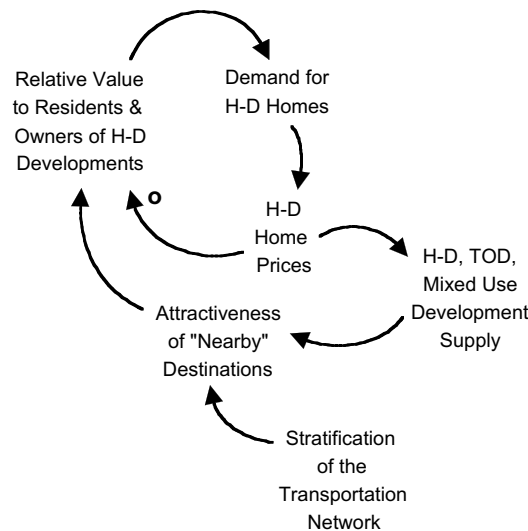 Relative Value
to Residents &
Owners of H-D
Developments
Demand for
H-D Homes
o
H-D
Home
Prices
H-D, TOD,
Mixed Use
Development
Supply
Attractiveness
of "Nearby"
Destinations
Stratification
of the
Transportation
Network